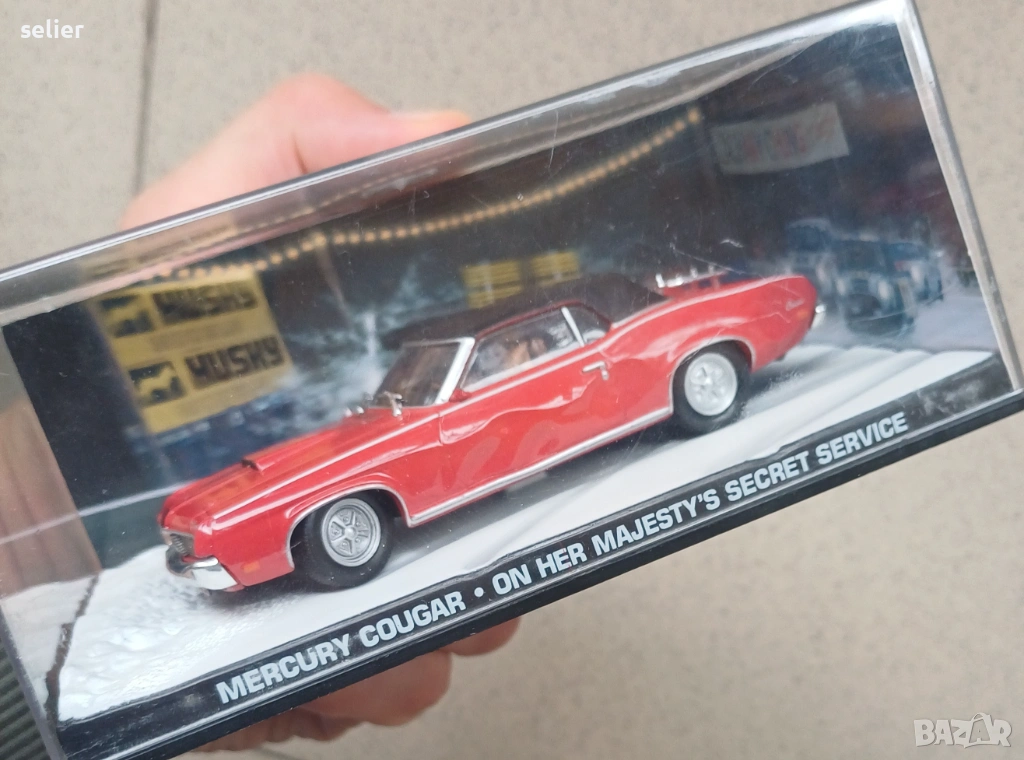 selier
HUSKY
HUSKY
MERCURY COUGAR • ON HER MAJESTY'S SECRET SERVICE
BAZAR